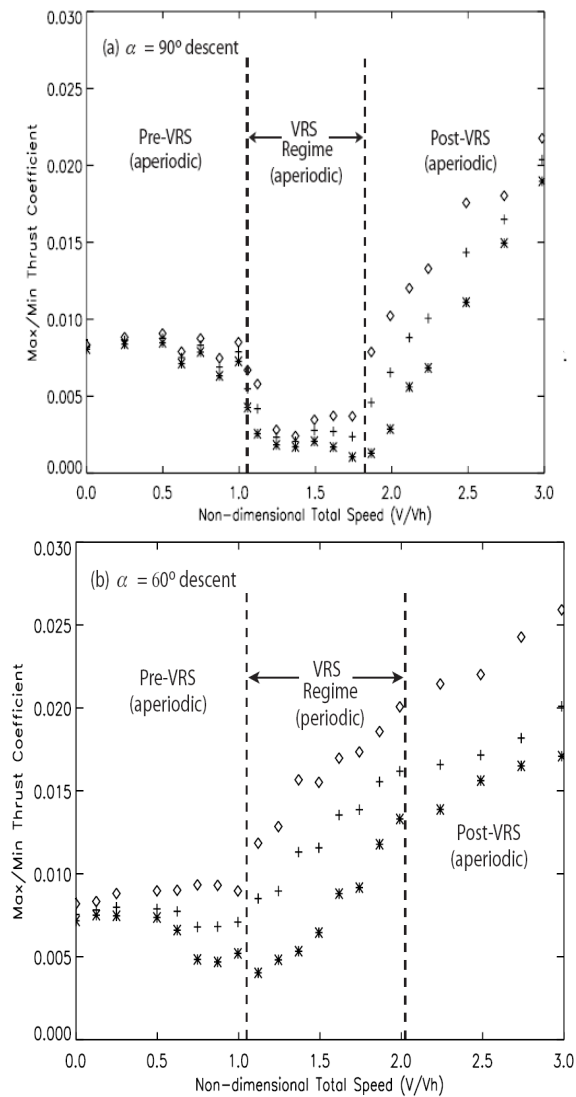 0.030
(a) α = 90º descent
0.025
VRS
Pre-VRS
Regime
Post-VRS
(aperiodic)
(aperiodic)
(aperiodic)
0.020
0.015
0.010
0.005
0.000
Max/Min Thrust Coefficient
0.0 0.5 1.0 1.5 2.0 2.5 3.0
Non-dimensional Total Speed (V/Vh)
0.030
(b) α = 60º descent
0.025
Pre-VRS
(aperiodic)
VRS
Regime
(periodic)
0.020
0.015
Post-VRS
(aperiodic)
0.010
0.005
0.000
Max/Min Thrust Coefficient
0.0 0.5 1.0 1.5 2.0 2.5 3.0
Non-dimensional Total Speed (V/Vh)